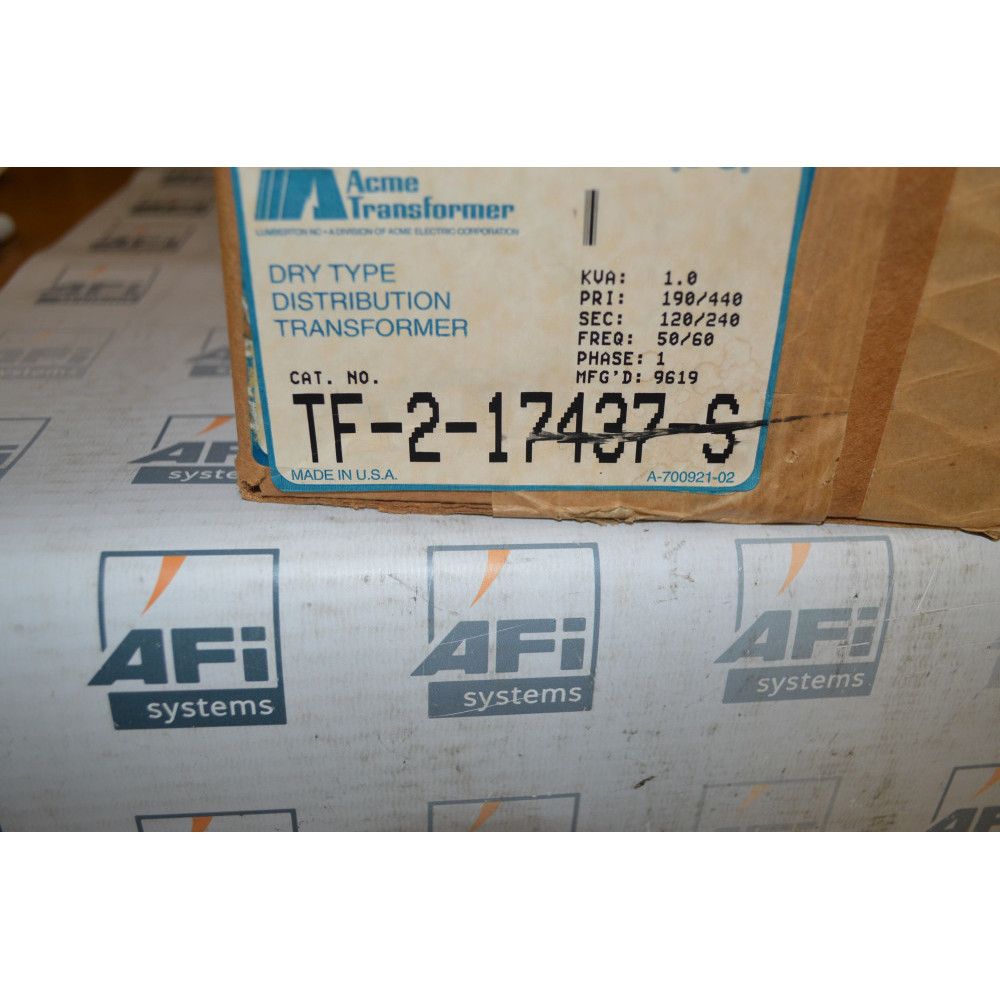 Acme
Transformer
LUMBERTON NC • A DIVISION OF ACME ELECTRIC CORPORATION
DRY TYPE
DISTRIBUTION
TRANSFORMER
KVA: 1.0
PRI: 190/440
SEC: 120/240
FREQ: 50/60
PHASE: 1
MFG'D: 9619
CAT. NO.
TF-2-17437-S
MADE IN U.S.A.
A-700921-02
AFi
systems
AFi
systems
AFi
systems
AFi
systems